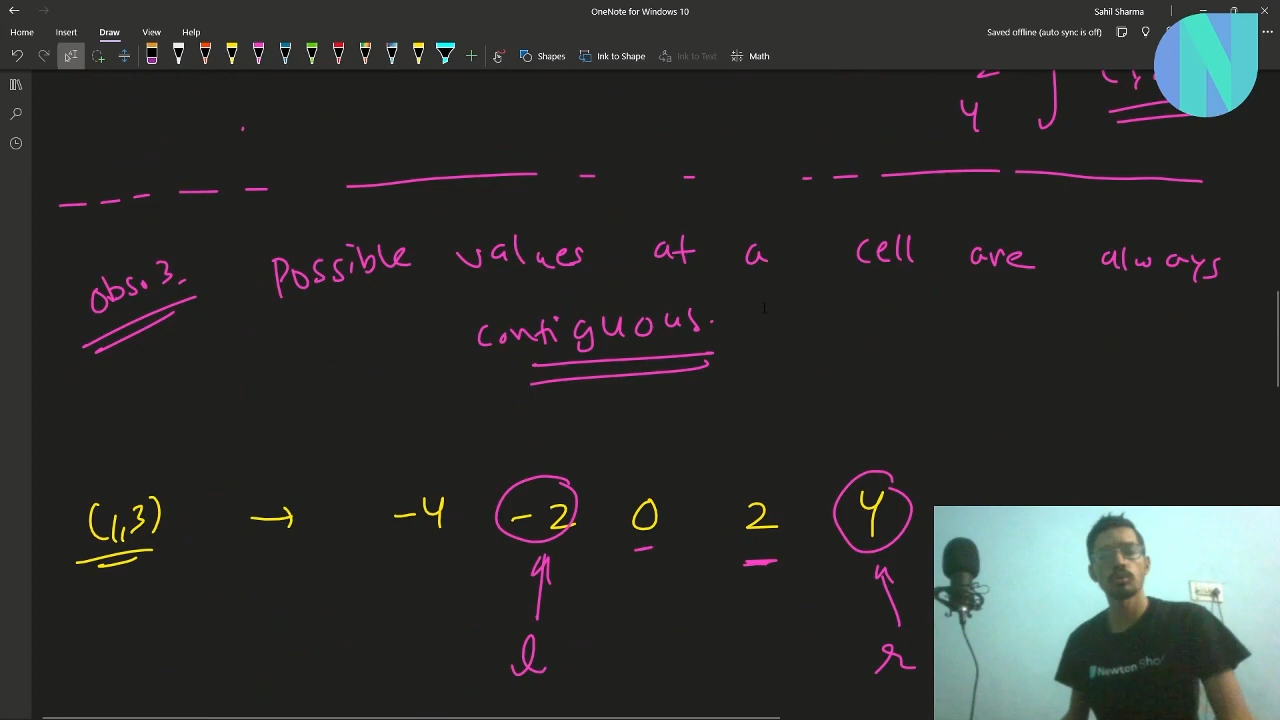 OneNote for Windows 10
Sahil Sharma
Home Insert Draw View Help
Saved offline (auto sync is off)
Shapes Ink to Shape Ink to Text Math
4
obs.3. Possible values at a cell are always
contiguous.
(1,3) → -4 -2 0 2 4
l r
Newton